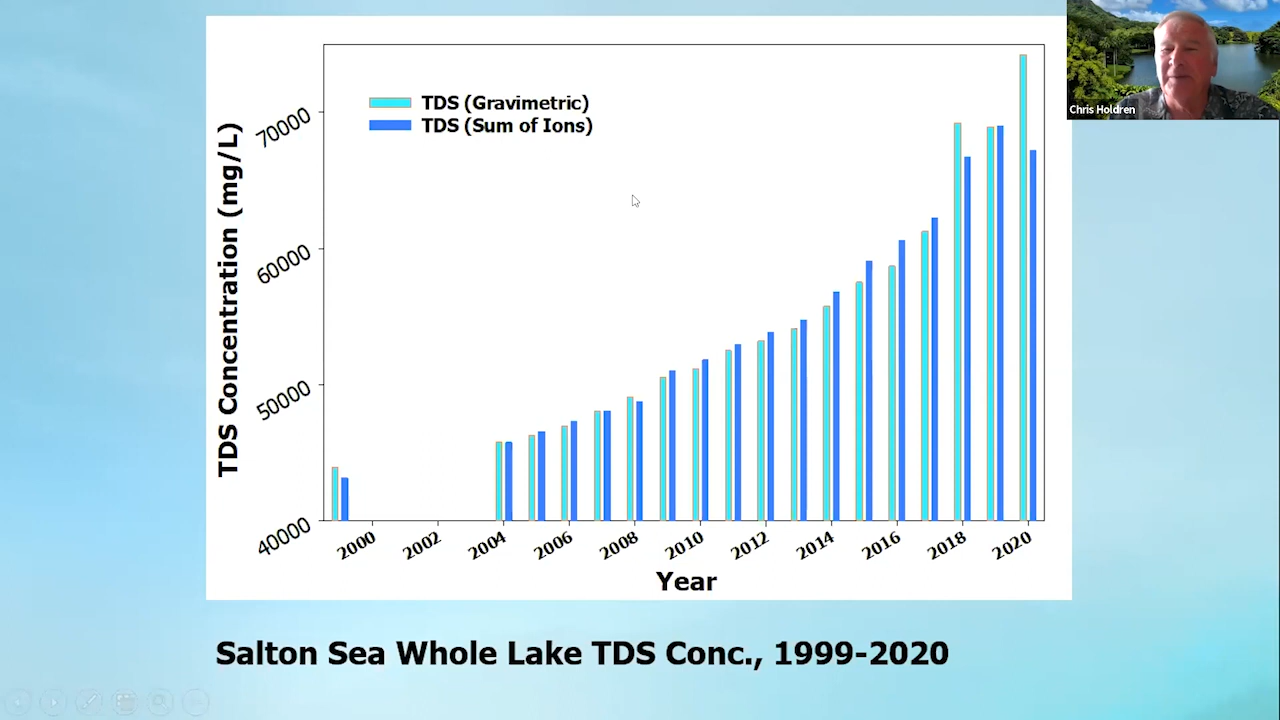 Chris Holdren
TDS (Gravimetric)
TDS (Sum of Ions)
TDS Concentration (mg/L)
70000
60000
50000
40000
2000 2002 2004 2006 2008 2010 2012 2014 2016 2018 2020
Year
Salton Sea Whole Lake TDS Conc., 1999-2020